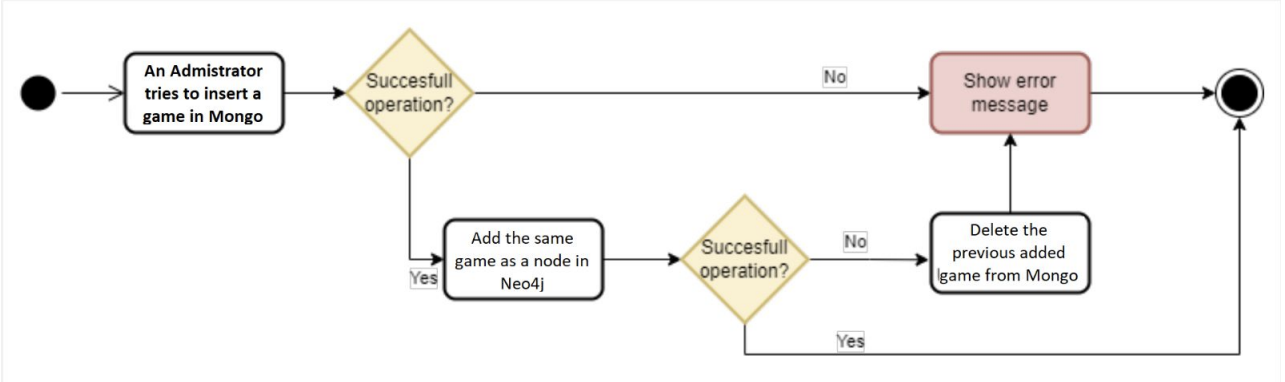 An Admistrator
tries to insert a
game in Mongo
Succesfull
operation?
No
Show error
message
Yes
Add the same
game as a node in
Neo4j
Succesfull
operation?
No
Delete the
previous added
game from Mongo
Yes